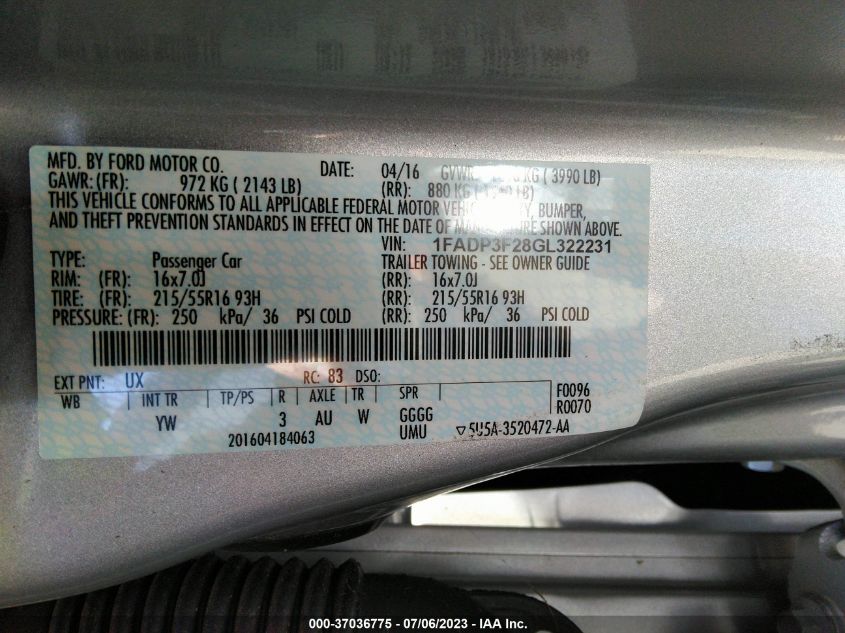 MFD. BY FORD MOTOR CO. DATE: 04/16 GVWR: KG ( 3990 LB)
GAWR: (FR): 972 KG ( 2143 LB) (RR): 880 KG ( LB)
THIS VEHICLE CONFORMS TO ALL APPLICABLE FEDERAL MOTOR BUMPER,
AND THEFT PREVENTION STANDARDS IN EFFECT ON THE DATE OF MANUFACTURE SHOWN ABOVE.
VIN: 1FADP3F28GL322231
TYPE: Passenger Car TRAILER TOWING - SEE OWNER GUIDE
RIM: (FR): 16x7.0J (RR): 16x7.0J
TIRE: (FR): 215/55R16 93H (RR): 215/55R16 93H
PRESSURE: (FR): 250 kPa/ 36 PSI COLD (RR): 250 kPa/ 36 PSI COLD
EXT PNT: UX RC: 83 DSO:
WB INT TR TP/PS R AXLE TR SPR F0096
YW 3 AU W GGGG R0070
201604184063 UMU ▽5U5A-3520472-AA
000-37036775 - 07/06/2023 - IAA Inc.